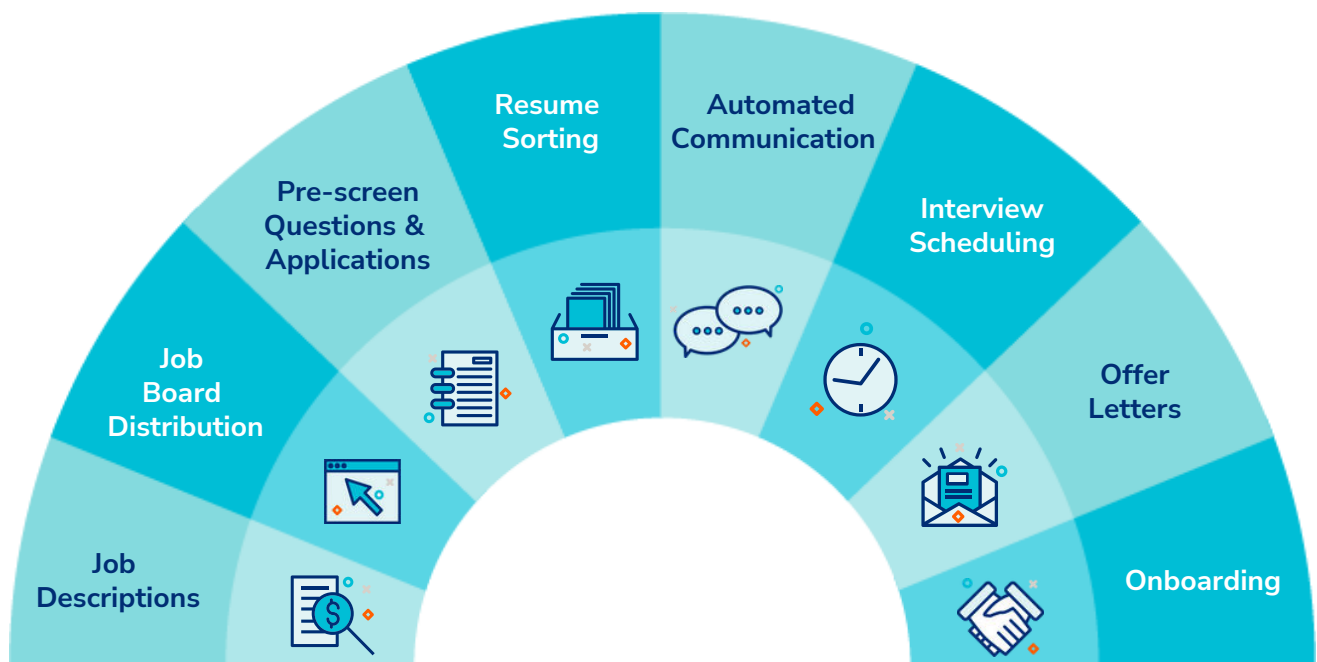 Job
Descriptions
Job
Board
Distribution
Pre-screen
Questions &
Applications
Resume
Sorting
Automated
Communication
Interview
Scheduling
Offer
Letters
Onboarding
$